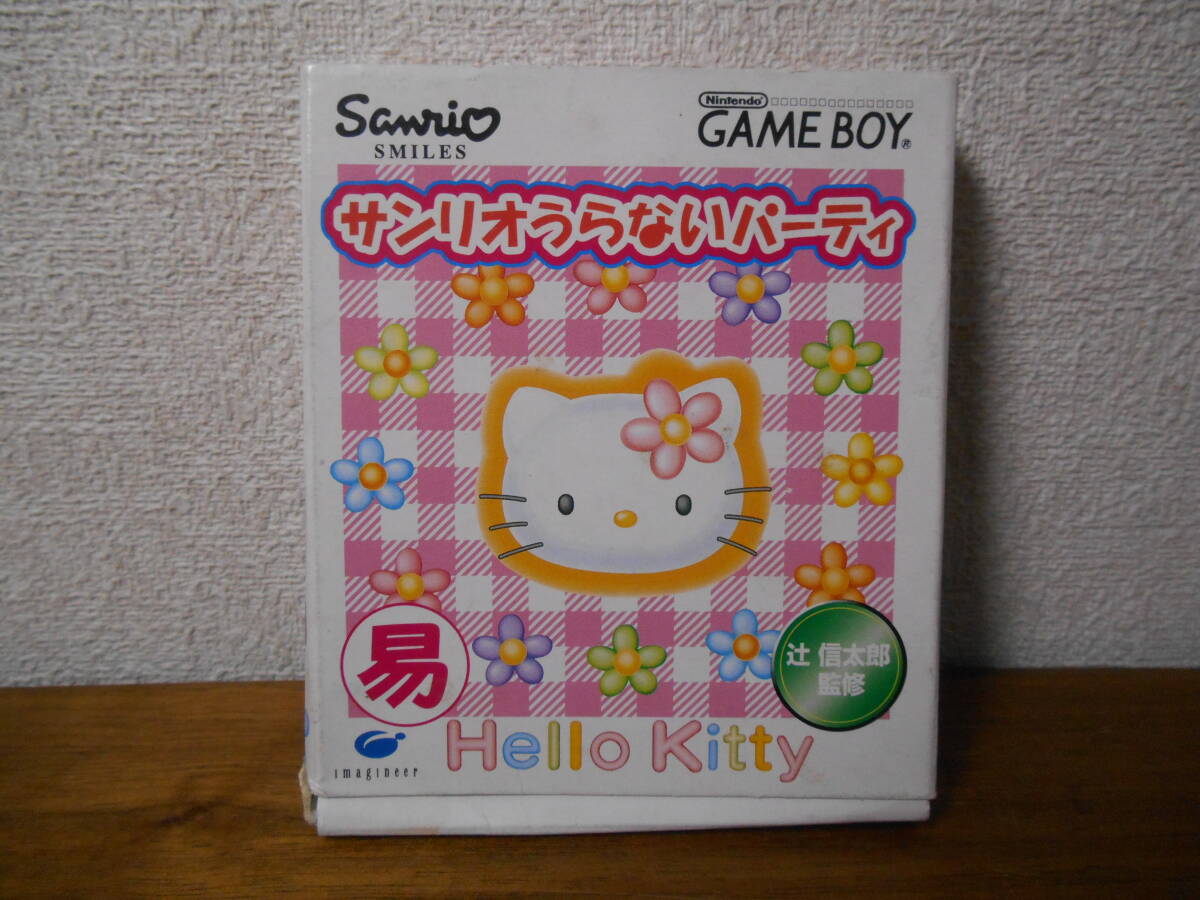 Sanrio
SMILES
Nintendo®
GAME BOY®
サンリオうらないパーティ
易
辻 信太郎
監修
imagineer
Hello Kitty